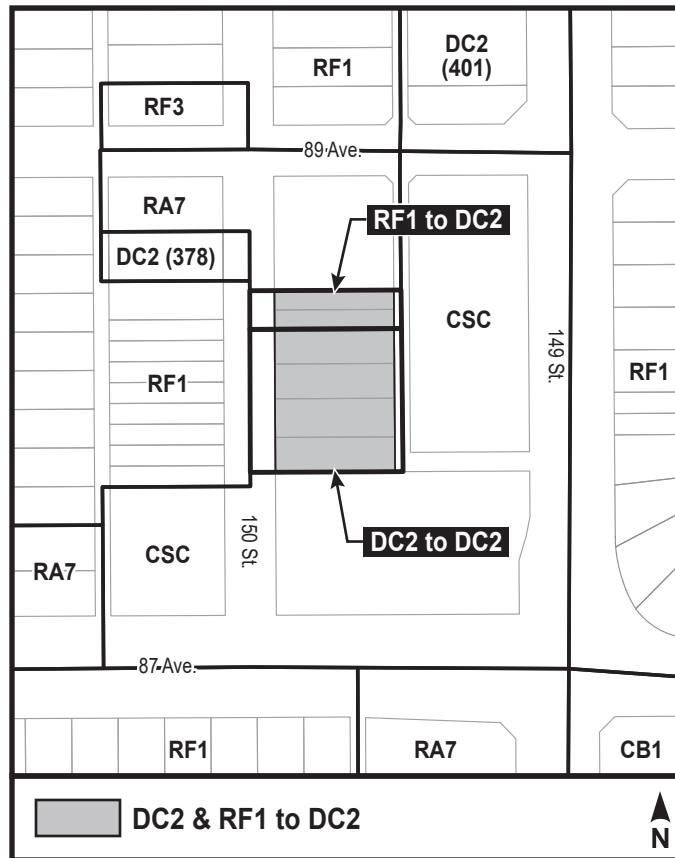 DC2
(401)
RF1
RF3
89 Ave.
RA7
RF1 to DC2
DC2 (378)
CSC
149 St.
RF1
RF1
DC2 to DC2
150 St.
CSC
RA7
87 Ave.
RF1
RA7
CB1
DC2 & RF1 to DC2
N